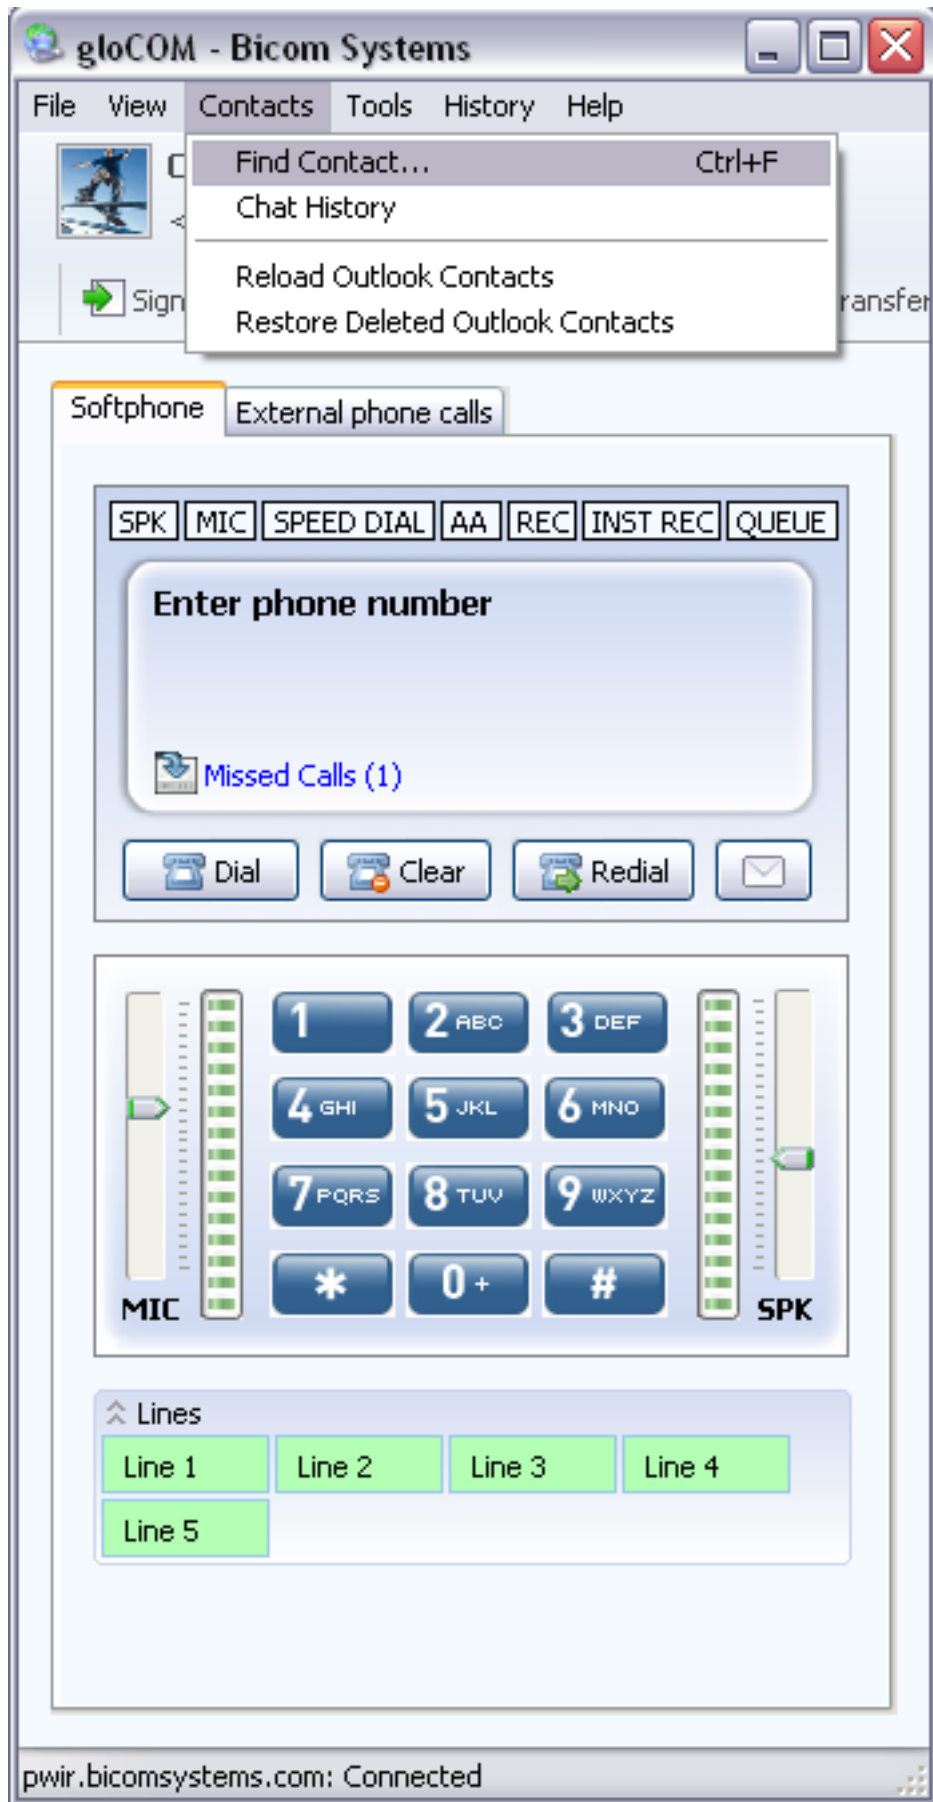 gloCOM - Bicom Systems
File View Contacts Tools History Help
Find Contact... Ctrl+F
Chat History
Reload Outlook Contacts
Restore Deleted Outlook Contacts
Softphone External phone calls
SPK MIC SPEED DIAL AA REC INST REC QUEUE
Enter phone number
Missed Calls (1)
Dial Clear Redial
1 2 ABC 3 DEF
4 GHI 5 JKL 6 MNO
7 PQRS 8 TUV 9 WXYZ
* 0 + #
MIC SPK
Lines
Line 1 Line 2 Line 3 Line 4
Line 5
pwir.bicomsystems.com: Connected